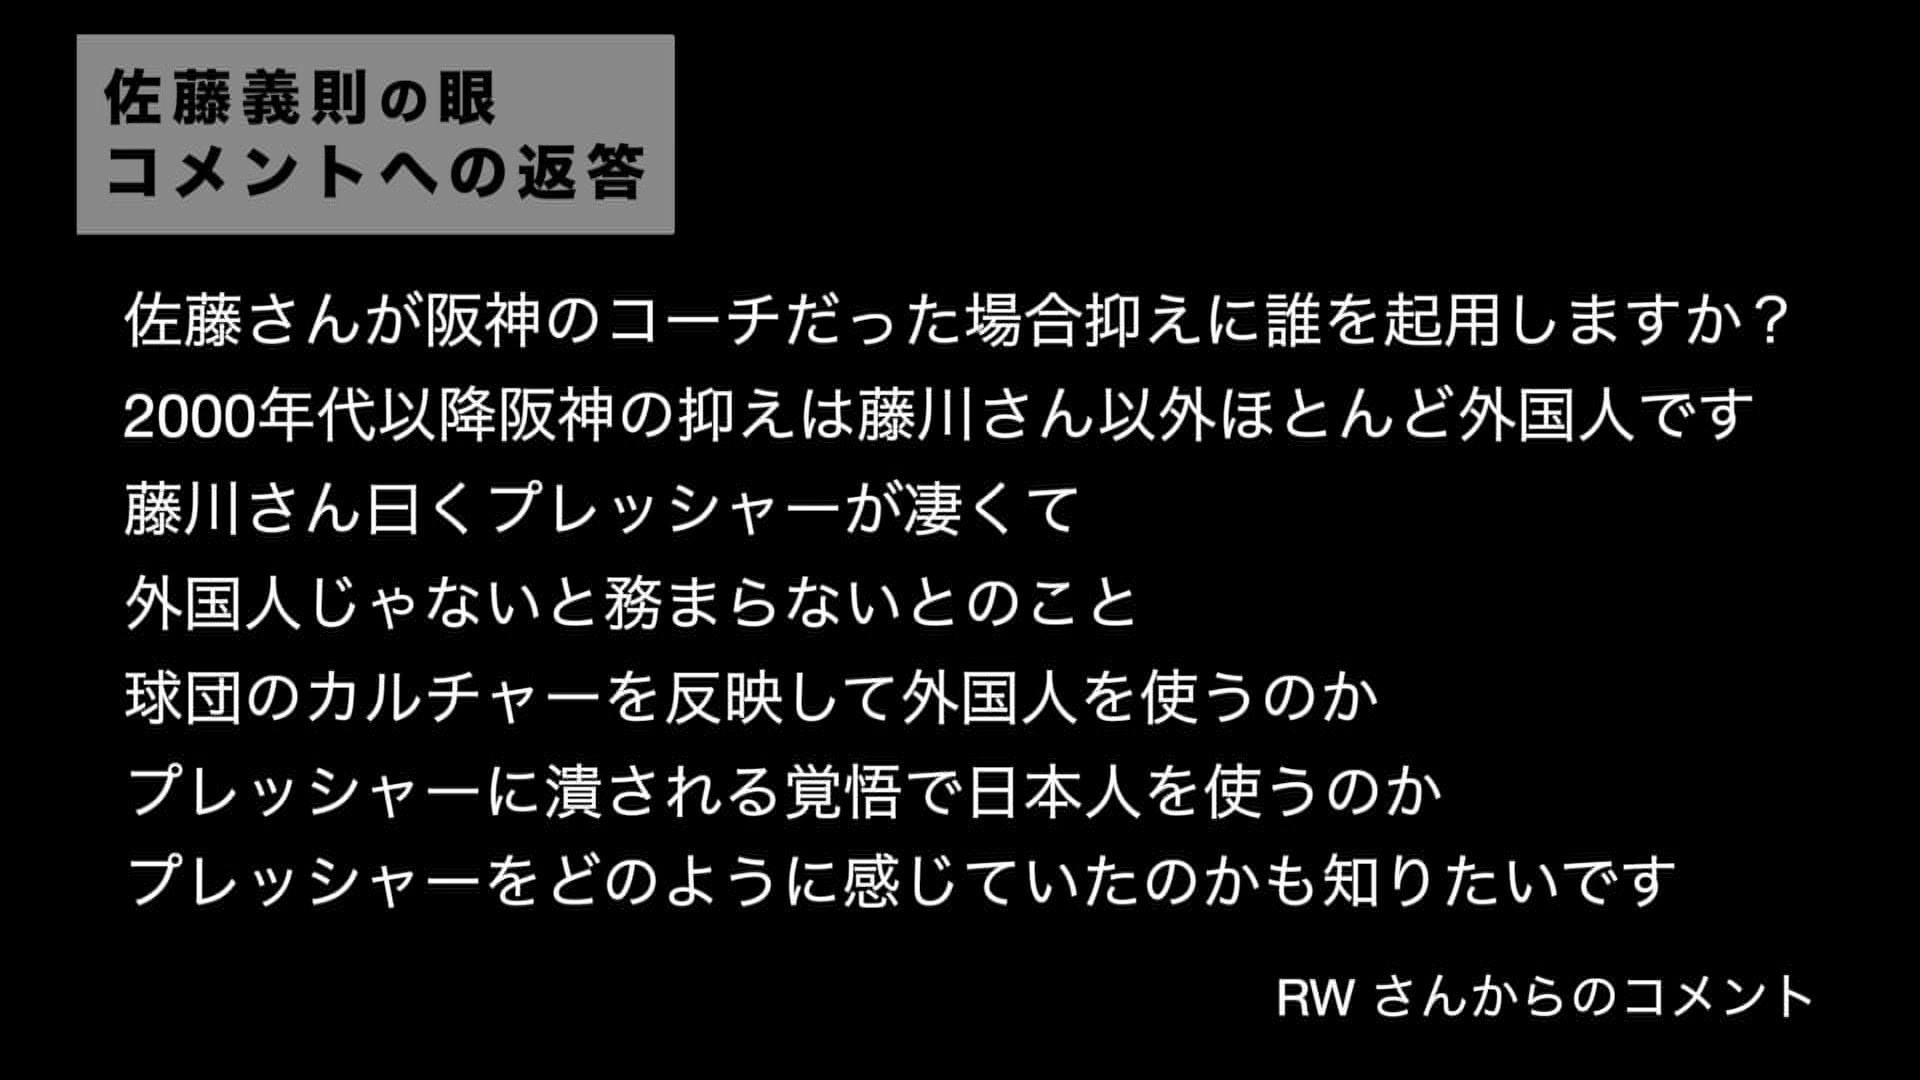 佐藤義則の眼
コメントへの返答
佐藤さんが阪神のコーチだった場合抑えに誰を起用しますか？
2000年代以降阪神の抑えは藤川さん以外ほとんど外国人です
藤川さん曰くプレッシャーが凄くて
外国人じゃないと務まらないとのこと
球団のカルチャーを反映して外国人を使うのか
プレッシャーに潰される覚悟で日本人を使うのか
プレッシャーをどのように感じていたのかも知りたいです
RW さんからのコメント